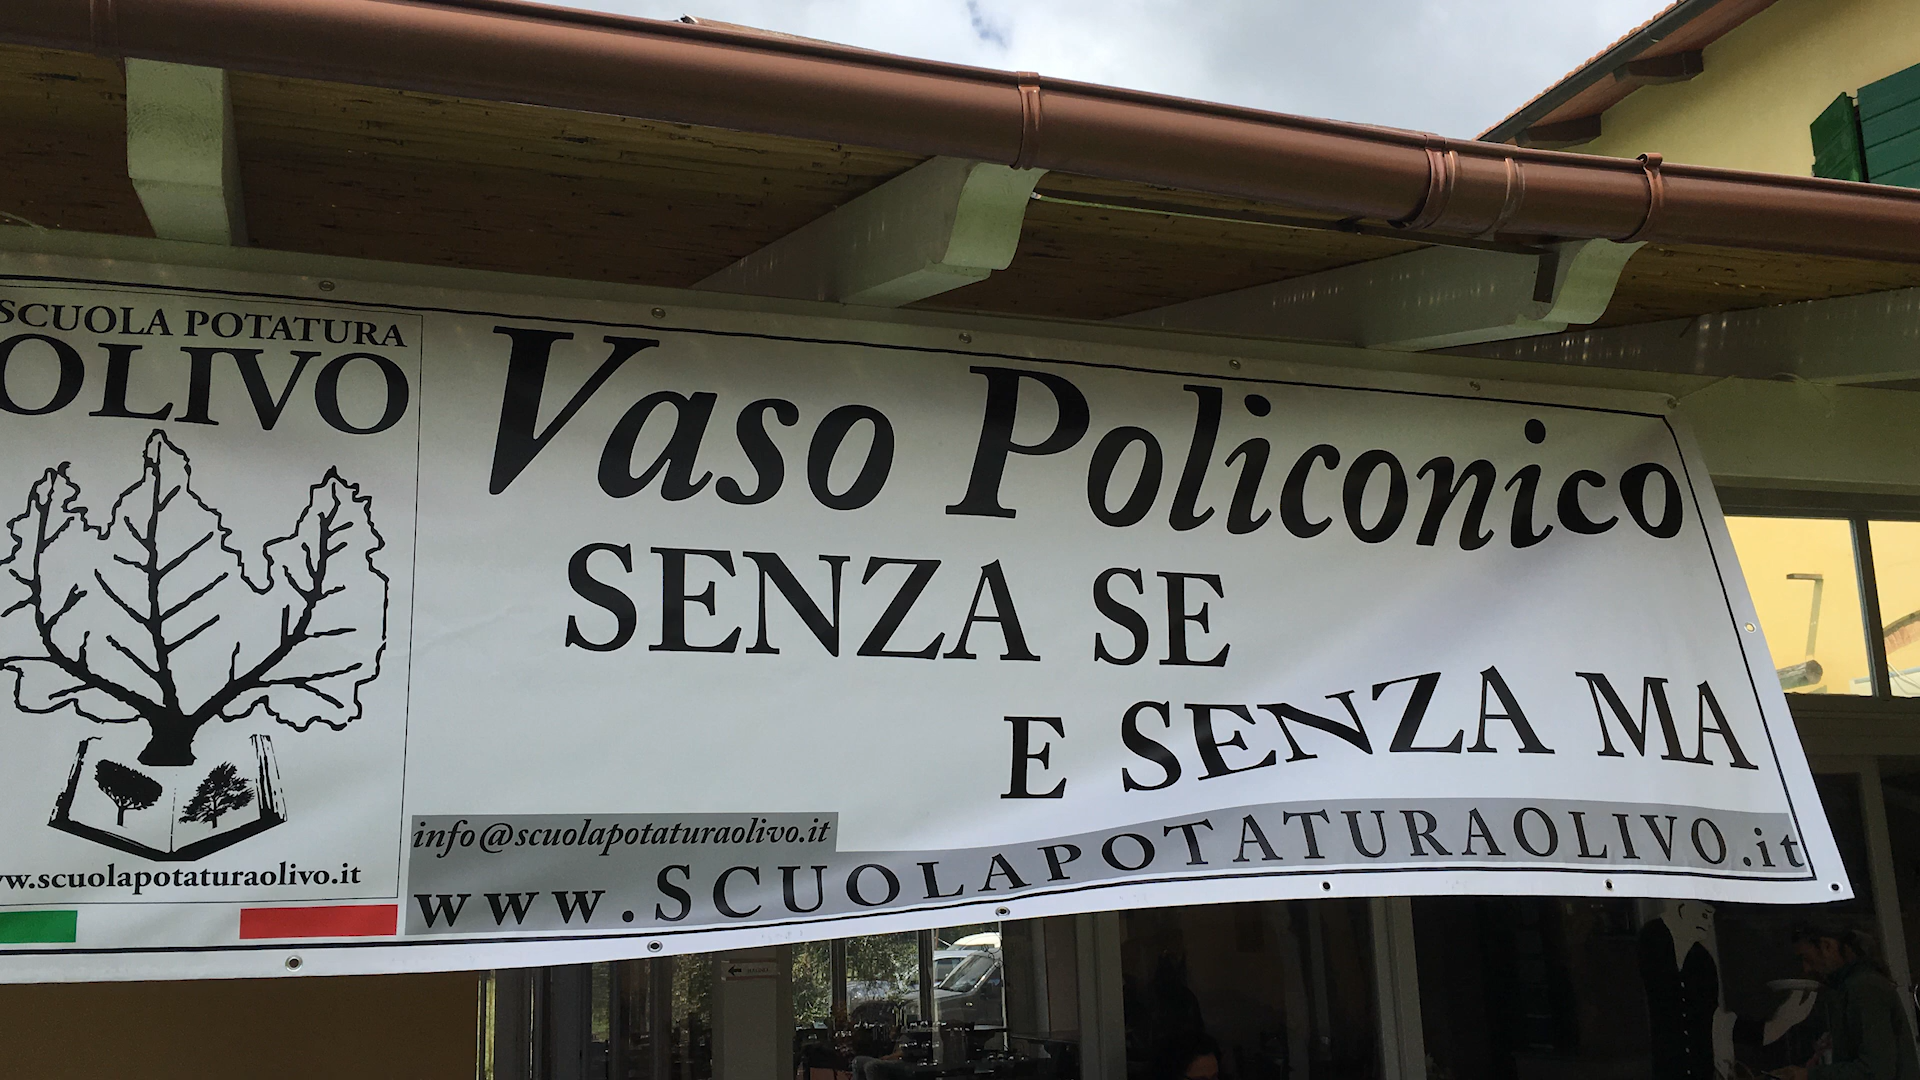 SCUOLA POTATURA
OLIVO
www.scuolapotaturaolivo.it
Vaso Policonico
SENZA SE
E SENZA MA
info@scuolapotaturaolivo.it
www.SCUOLAPOTATURAOLIVO.it